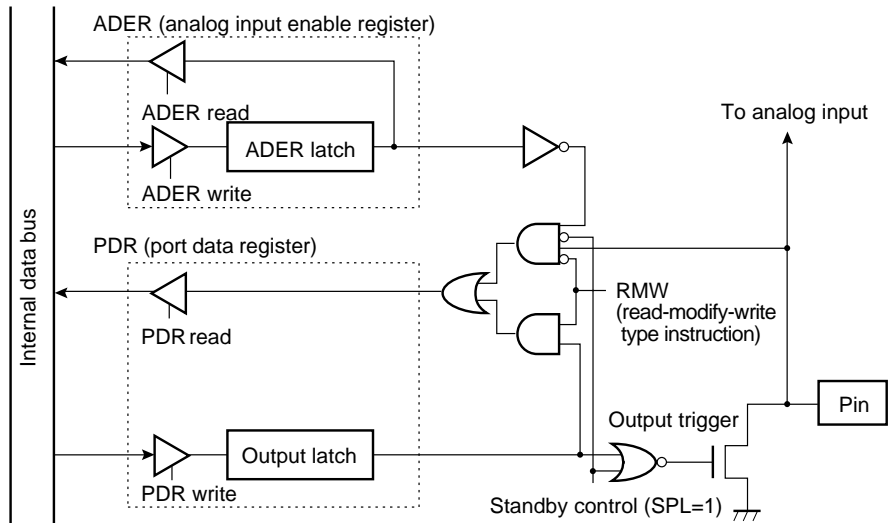 ADER (analog input enable register)
ADER read
ADER latch
ADER write
To analog input
Internal data bus
PDR (port data register)
PDR read
RMW
(read-modify-write
type instruction)
Output trigger
Pin
Output latch
PDR write
Standby control (SPL=1)